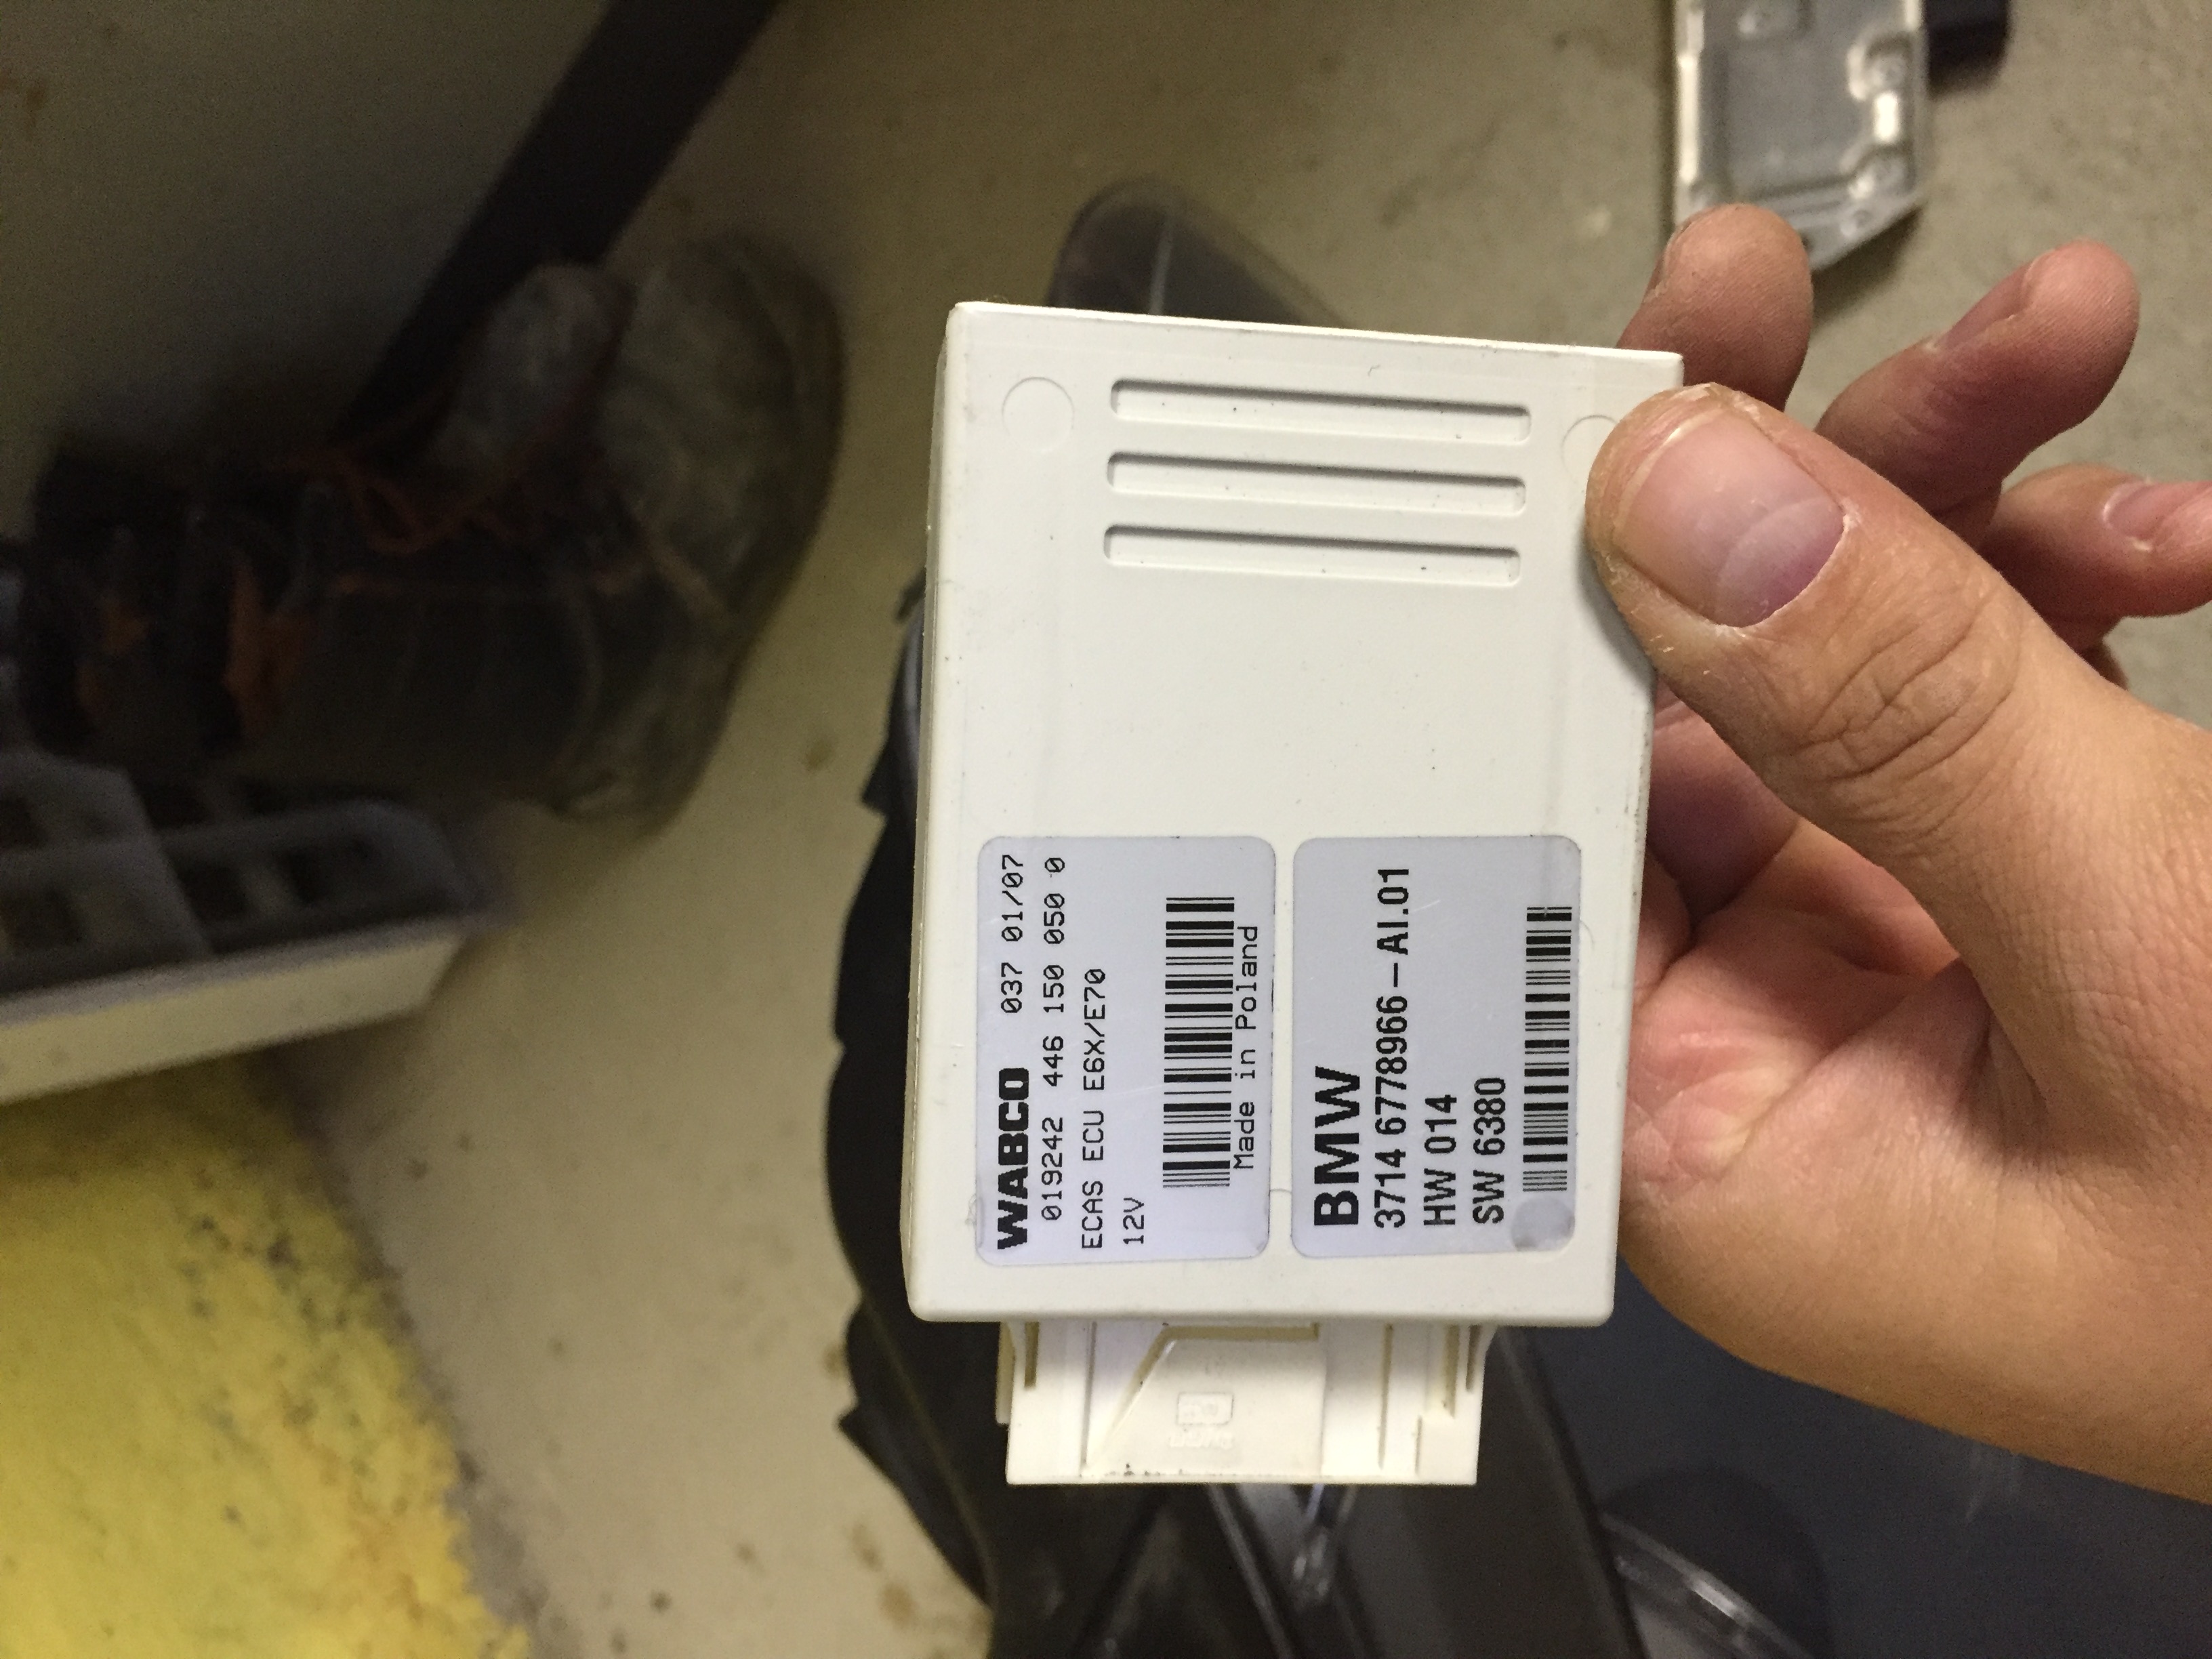 WABCO 037 01/07
019242 446 150 050 0
ECAS ECU E6X/E70
12V
Made in Poland
BMW
3714 6778966-AI.01
HW 014
SW 6380